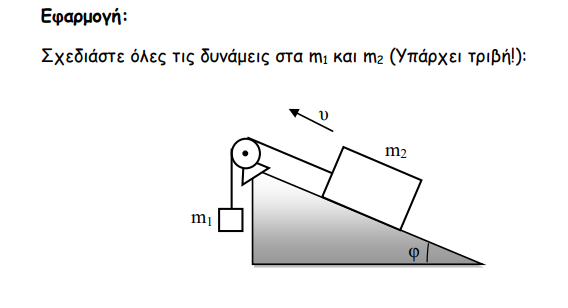 Εφαρμογή:
Σχεδιάστε όλες τις δυνάμεις στα m₁ και m₂ (Υπάρχει τριβή!):
υ
m₂
m₁
φ